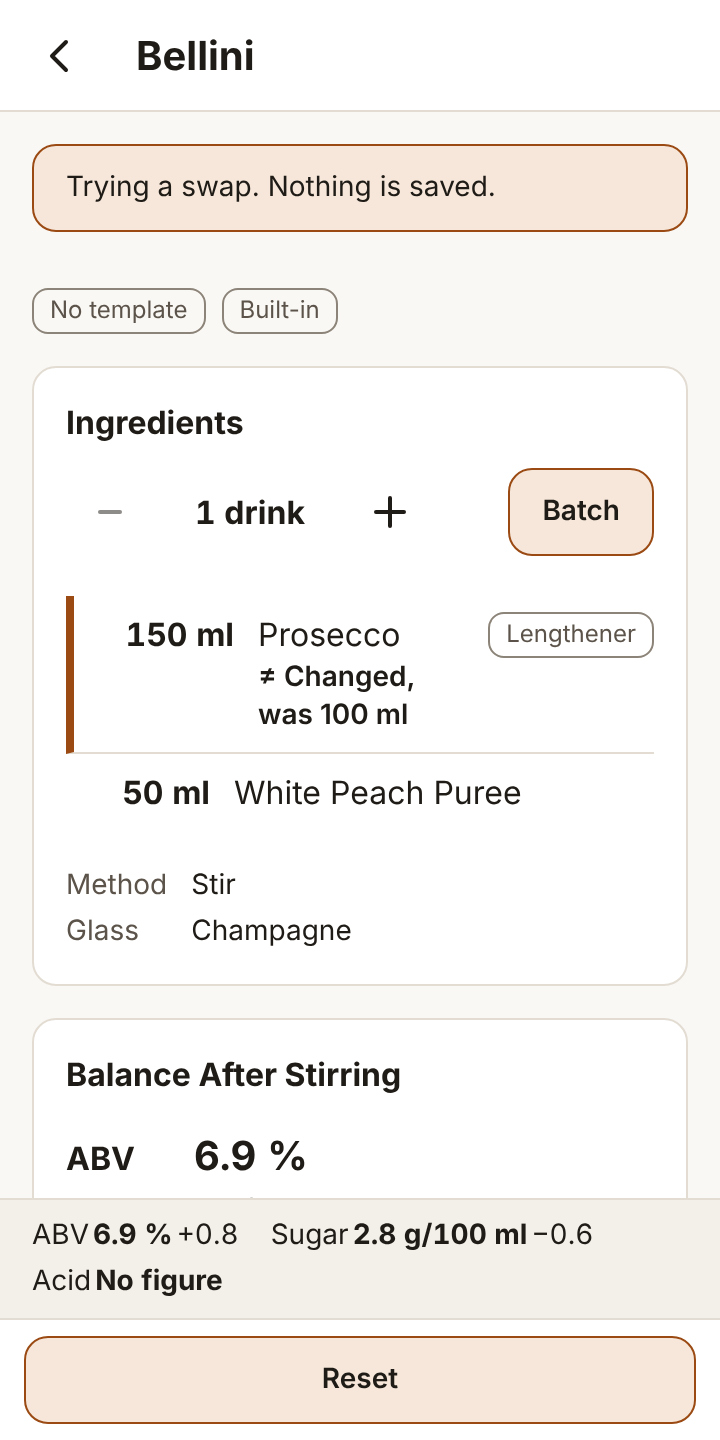 Bellini
Trying a swap. Nothing is saved.
No template Built-in
Ingredients
1 drink Batch
150 ml Prosecco Lengthener
≠ Changed,
was 100 ml
50 ml White Peach Puree
Method Stir
Glass Champagne
Balance After Stirring
ABV 6.9 %
ABV 6.9 % +0.8 Sugar 2.8 g/100 ml −0.6
Acid No figure
Reset